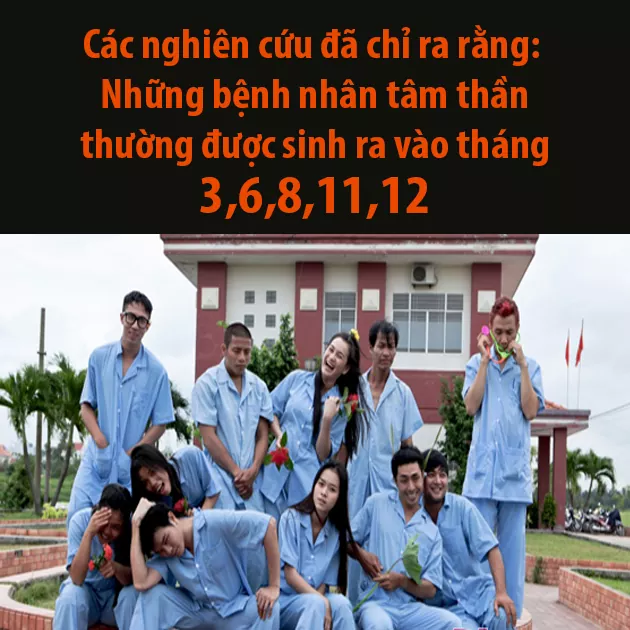 Các nghiên cứu đã chỉ ra rằng:
Những bệnh nhân tâm thần
thường được sinh ra vào tháng
3,6,8,11,12